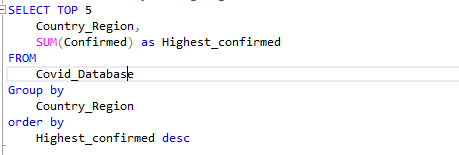 SELECT TOP 5
Country_Region,
SUM(Confirmed) as Highest_confirmed
FROM
Covid_Database
Group by
Country_Region
order by
Highest_confirmed desc